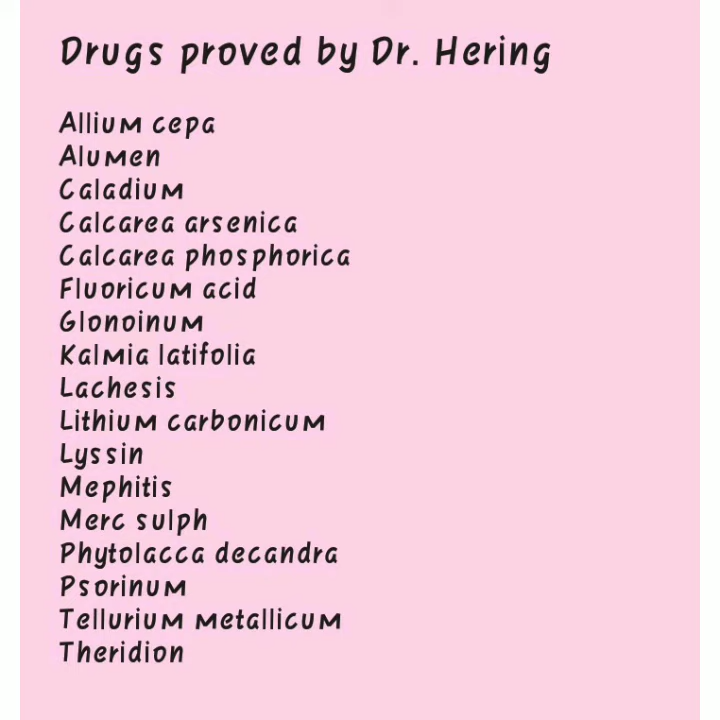 Drugs proved by Dr. Hering
Allium cepa
Alumen
Caladium
Calcarea arsenica
Calcarea phosphorica
Fluoricum acid
Glonoinum
Kalmia latifolia
Lachesis
Lithium carbonicum
Lyssin
Mephitis
Merc sulph
Phytolacca decandra
Psorinum
Tellurium metallicum
Theridion